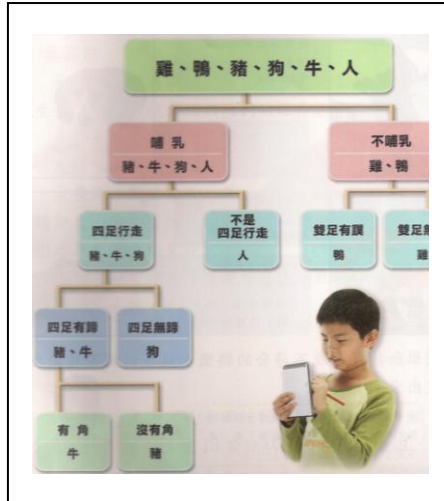 雞、鴨、豬、狗、牛、人
哺乳
豬、牛、狗、人
不哺乳
雞、鴨
四足行走
豬、牛、狗
不是
四足行走
人
雙足有蹼
鴨
雙足無
雞
四足有蹄
豬、牛
四足無蹄
狗
有角
牛
沒有角
豬